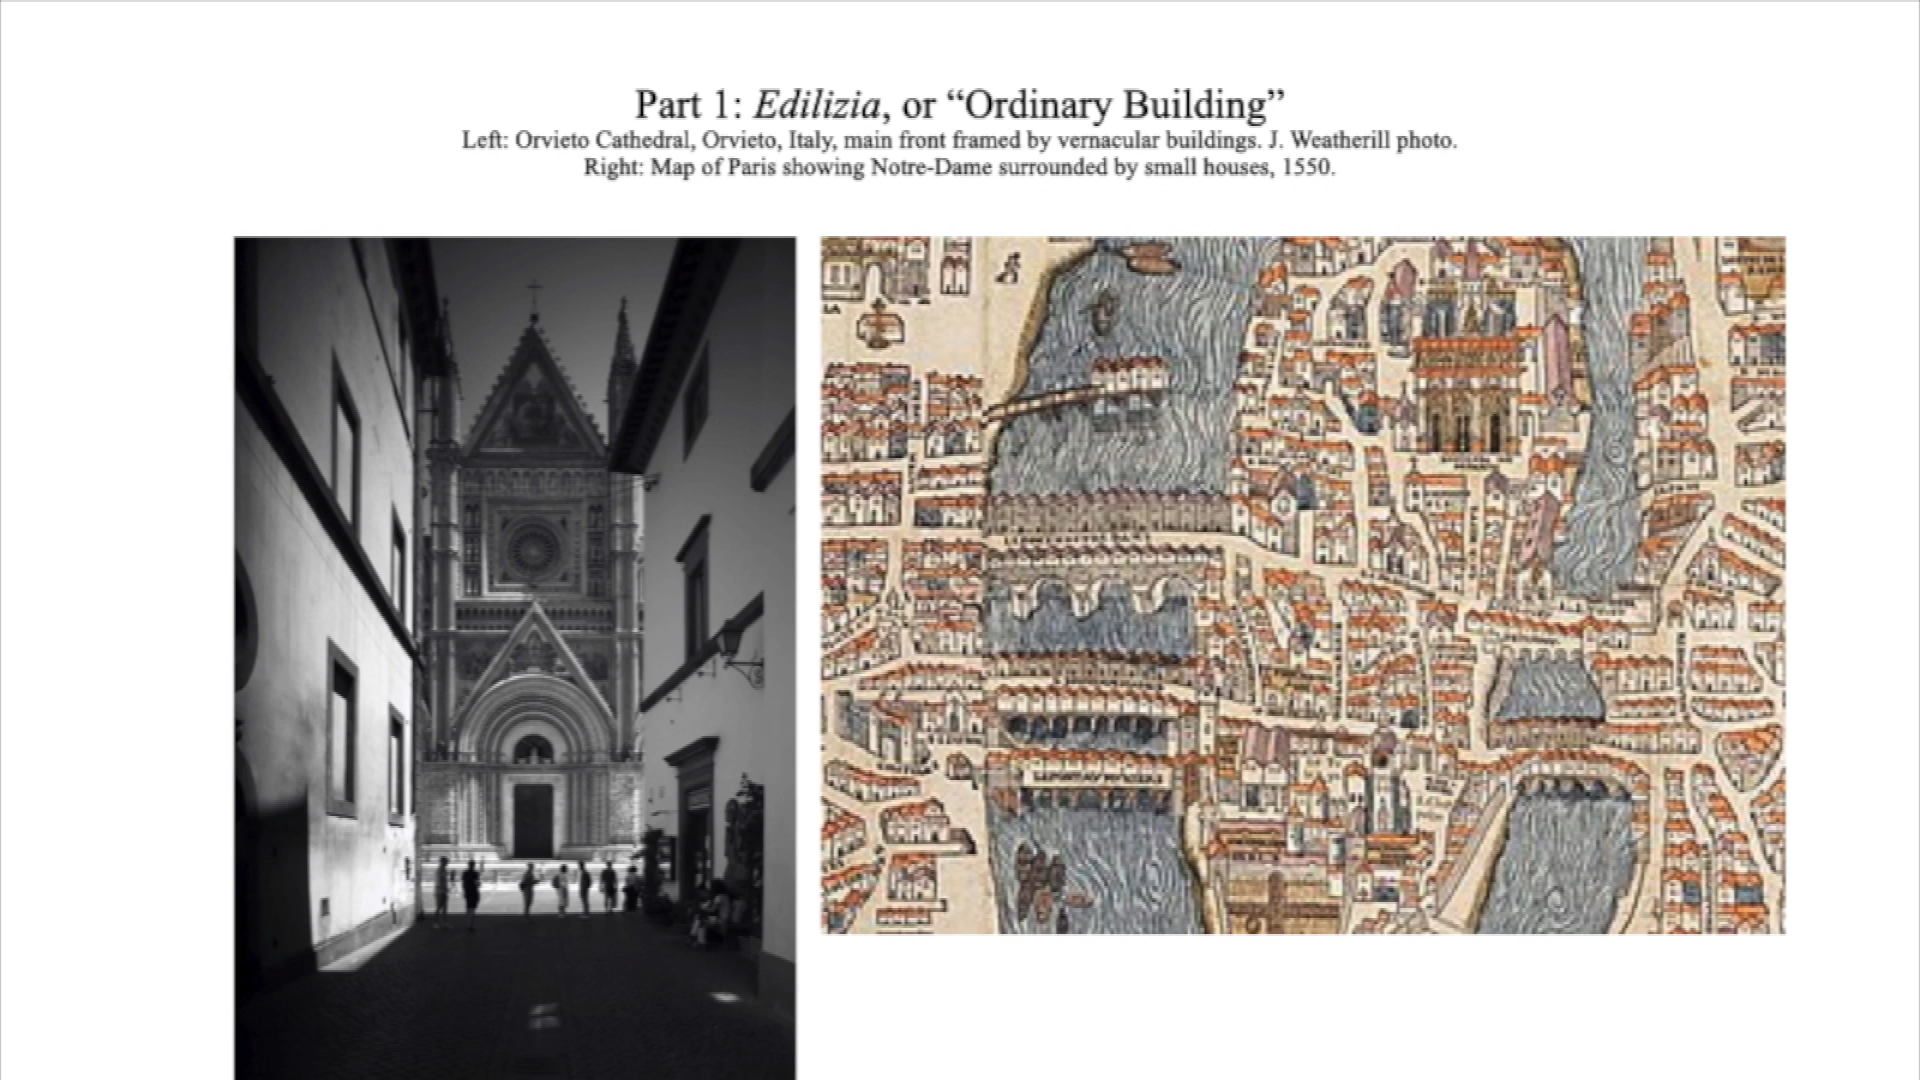 Part 1: Edilizia, or “Ordinary Building”
Left: Orvieto Cathedral, Orvieto, Italy, main front framed by vernacular buildings. J. Weatherill photo.
Right: Map of Paris showing Notre-Dame surrounded by small houses, 1550.